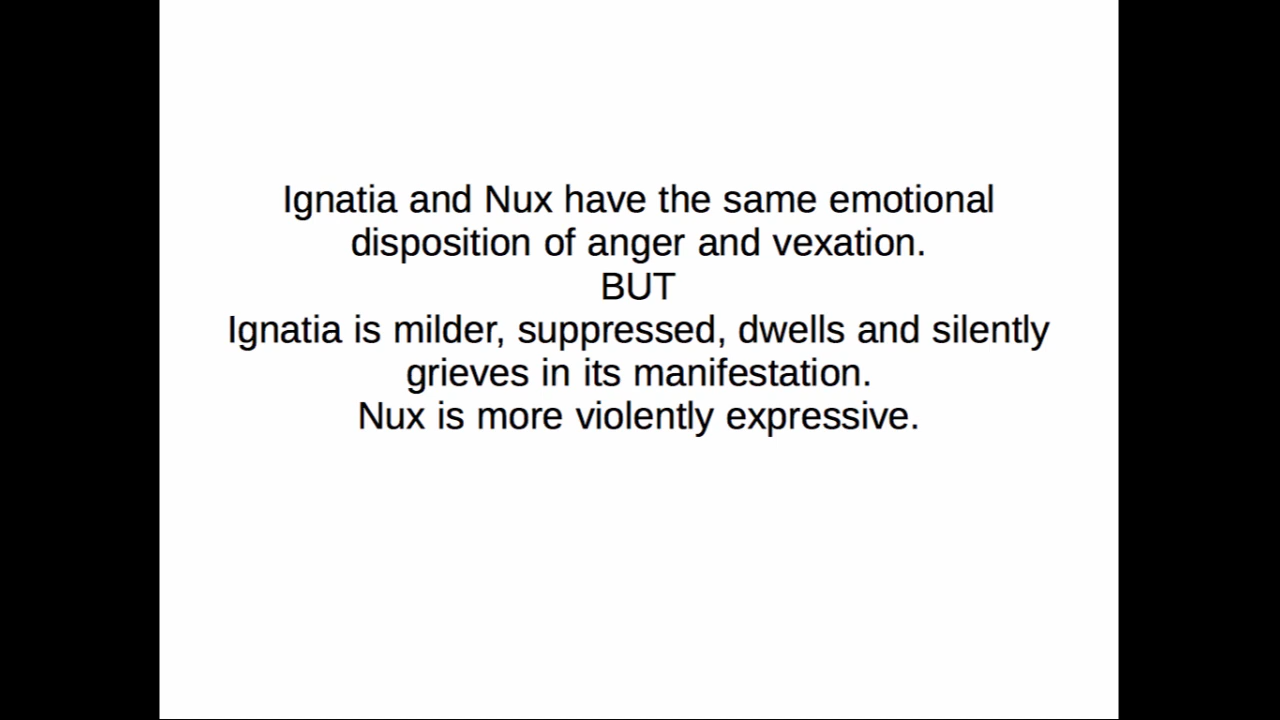 Ignatia and Nux have the same emotional
disposition of anger and vexation.
BUT
Ignatia is milder, suppressed, dwells and silently
grieves in its manifestation.
Nux is more violently expressive.